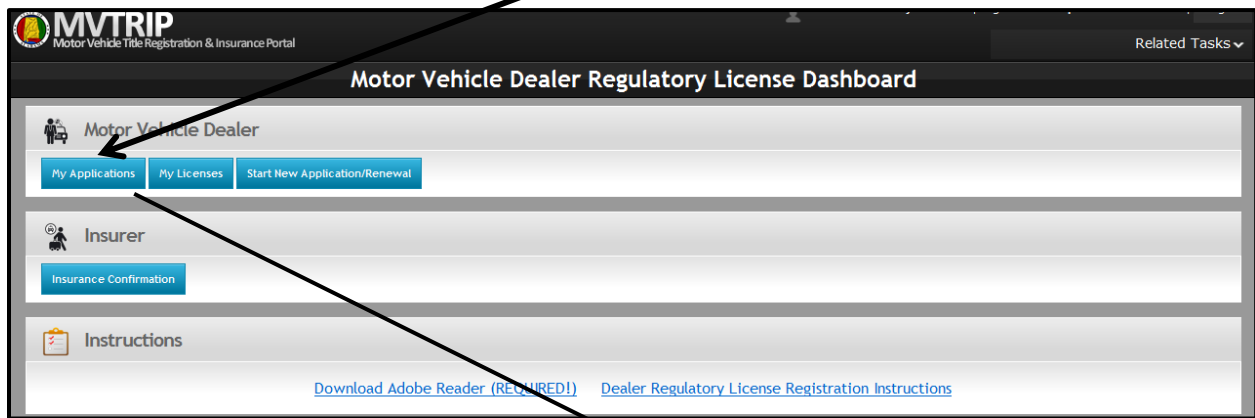 MVTRIP
Motor Vehicle Title Registration & Insurance Portal
Related Tasks
Motor Vehicle Dealer Regulatory License Dashboard
Motor Vehicle Dealer
My Applications My Licenses Start New Application/Renewal
Insurer
Insurance Confirmation
Instructions
Download Adobe Reader (REQUIRED!) Dealer Regulatory License Registration Instructions